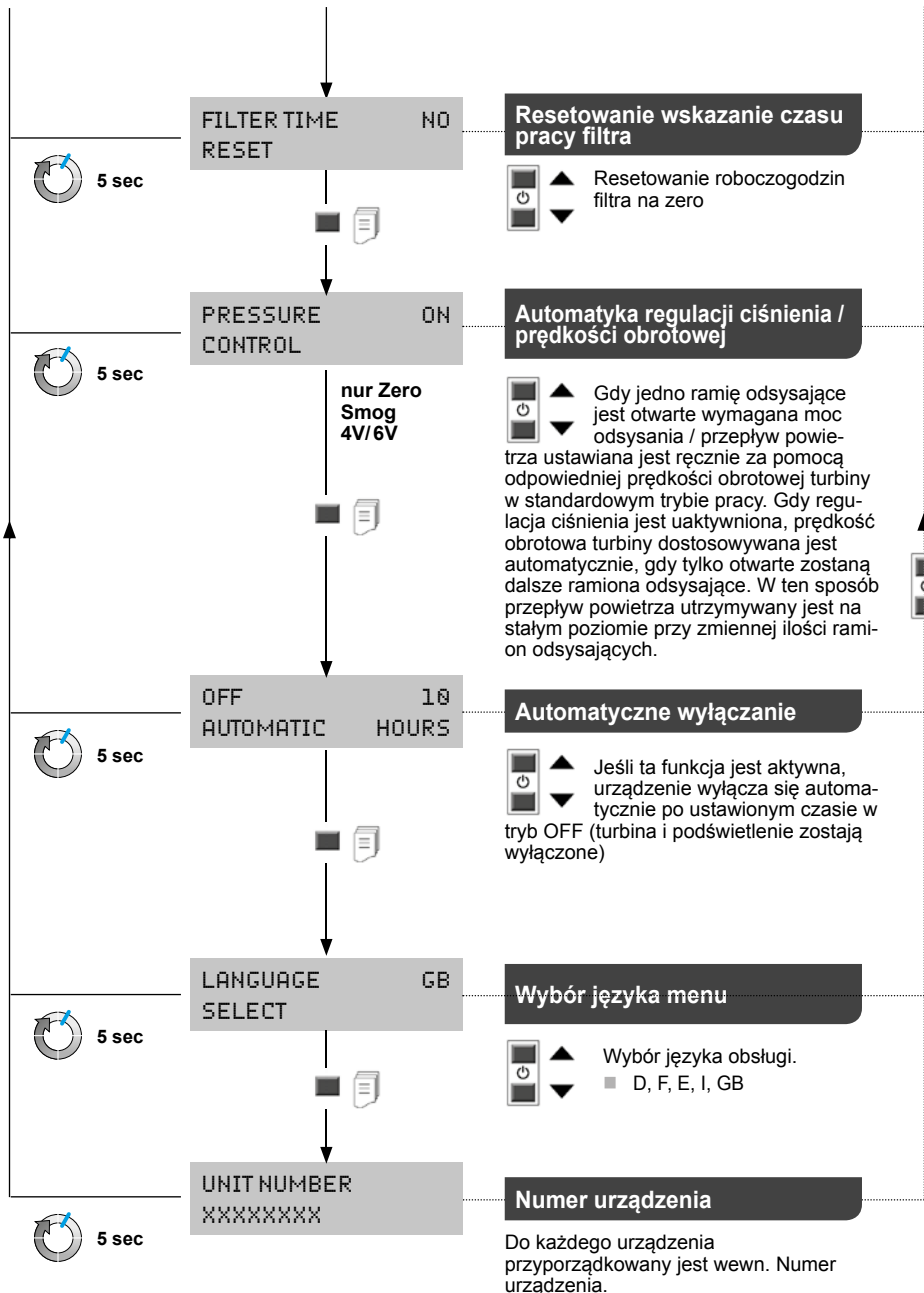 FILTER TIME NO
RESET
5 sec
Resetowanie wskazanie czasu
pracy filtra
Resetowanie roboczogodzin
filtra na zero
PRESSURE ON
CONTROL
5 sec
nur Zero
Smog
4V/6V
Automatyka regulacji ciśnienia /
prędkości obrotowej
Gdy jedno ramię odsysające
jest otwarte wymagana moc
odsysania / przepływ powie-
trza ustawiana jest ręcznie za pomocą
odpowiedniej prędkości obrotowej turbiny
w standardowym trybie pracy. Gdy regu-
lacja ciśnienia jest uaktywniona, prędkość
obrotowa turbiny dostosowywana jest
automatycznie, gdy tylko otwarte zostaną
dalsze ramiona odsysające. W ten sposób
przepływ powietrza utrzymywany jest na
stałym poziomie przy zmiennej ilości rami-
on odsysających.
OFF 10
AUTOMATIC HOURS
5 sec
Automatyczne wyłączanie
Jeśli ta funkcja jest aktywna,
urządzenie wyłącza się automa-
tycznie po ustawionym czasie w
tryb OFF (turbina i podświetlenie zostają
wyłączone)
LANGUAGE GB
SELECT
5 sec
Wybór języka menu
Wybór języka obsługi.
D, F, E, I, GB
UNIT NUMBER
XXXXXXXX
5 sec
Numer urządzenia
Do każdego urządzenia
przyporządkowany jest wewn. Numer
urządzenia.